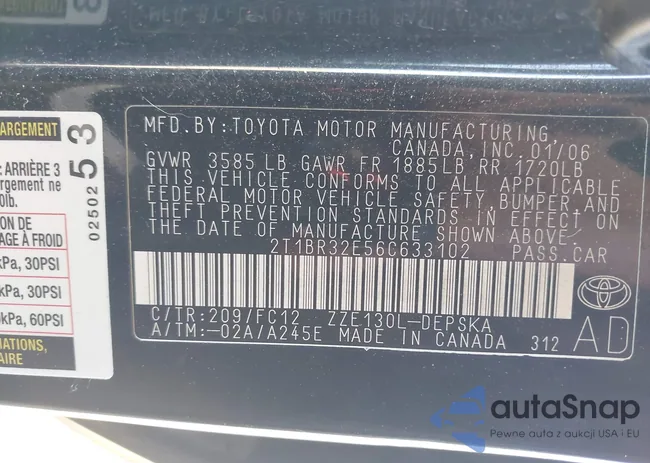 MFD.BY:TOYOTA MOTOR MANUFACTURING,
CANADA, INC. 01/06
GVWR 3585 LB GAWR FR 1885LB RR 1720LB
THIS VEHICLE CONFORMS TO ALL APPLICABLE
FEDERAL MOTOR VEHICLE SAFETY, BUMPER AND
THEFT PREVENTION STANDARDS IN EFFECT ON
THE DATE OF MANUFACTURE SHOWN ABOVE.
2T1BR32E56C633102 PASS.CAR
C/TR:209/FC12 ZZE130L-DEPSKA
A/TM:-02A/A245E MADE IN CANADA 312
AD
ARGEMENT
: ARRIÈRE 3
rgement ne
0lb.
ION DE
AGE À FROID
kPa, 30PSI
kPa, 30PSI
kPa, 60PSI
MATIONS,
AIRE
02502
53
autaSnap
Pewne auta z aukcji USA i EU